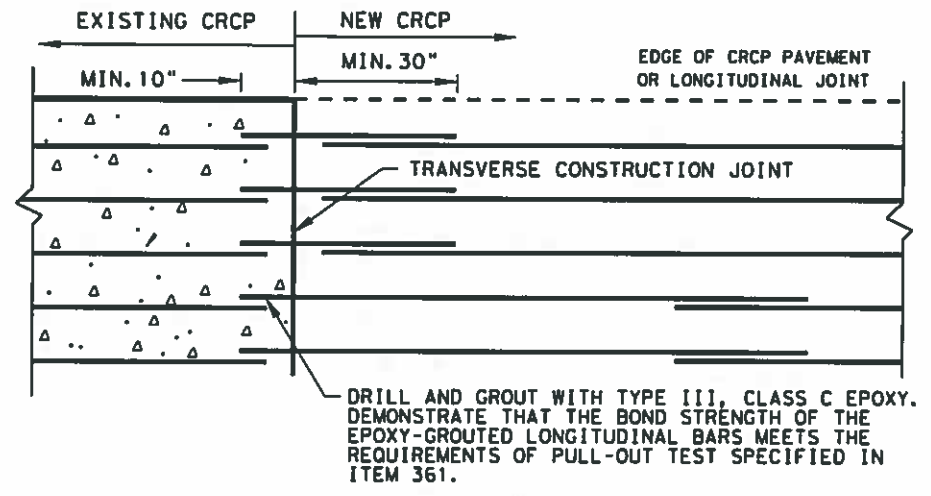 EXISTING CRCP
NEW CRCP
MIN. 10"
MIN. 30"
EDGE OF CRCP PAVEMENT
OR LONGITUDINAL JOINT
TRANSVERSE CONSTRUCTION JOINT
DRILL AND GROUT WITH TYPE III, CLASS C EPOXY.
DEMONSTRATE THAT THE BOND STRENGTH OF THE
EPOXY-GROUTED LONGITUDINAL BARS MEETS THE
REQUIREMENTS OF PULL-OUT TEST SPECIFIED IN
ITEM 361.